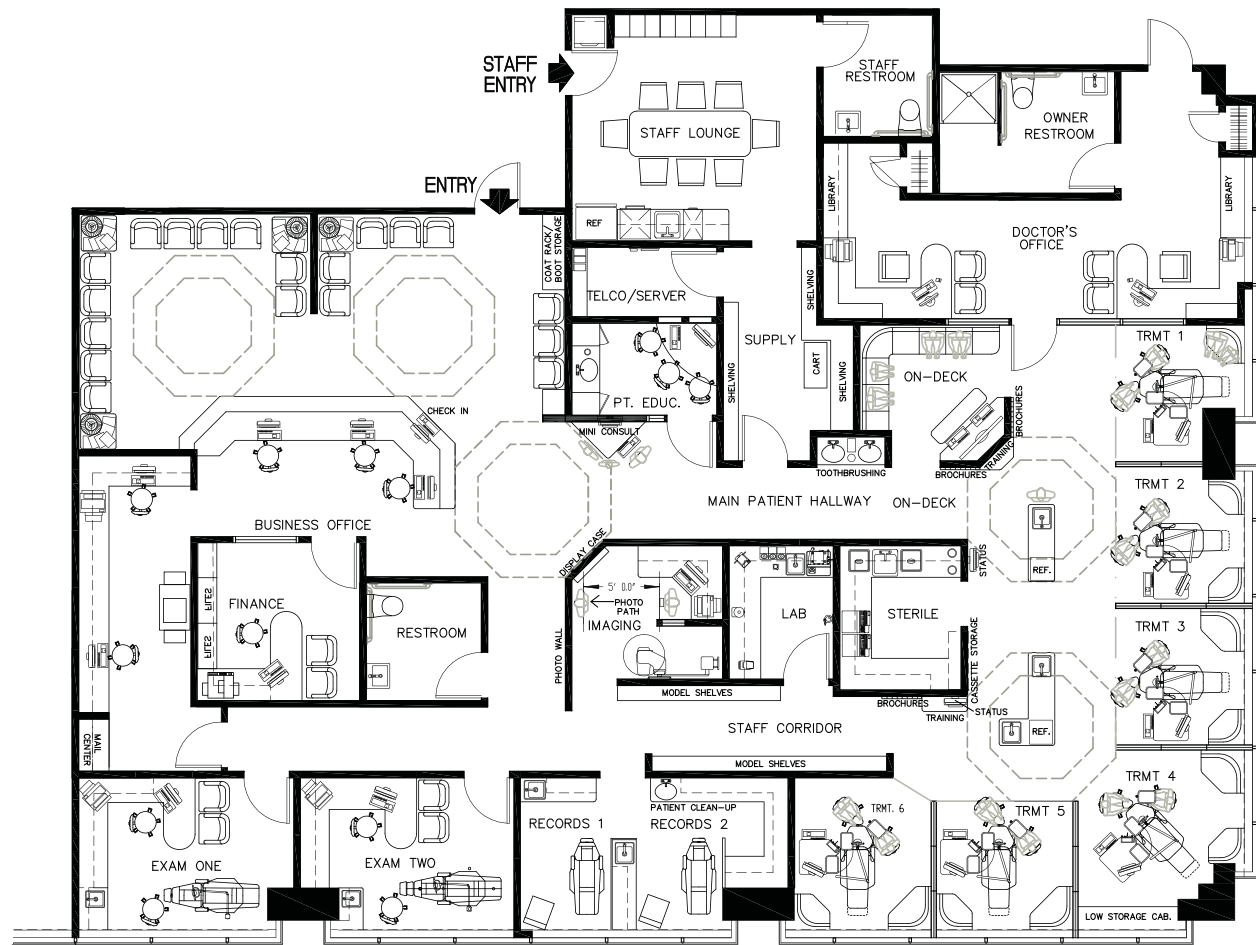 STAFF
ENTRY
STAFF
RESTROOM
STAFF LOUNGE
OWNER
RESTROOM
ENTRY
REF
LIBRARY
LIBRARY
DOCTOR'S
OFFICE
COAT RACK/
BOOT STORAGE
TELCO/SERVER
SHELVING
SUPPLY
TRMT 1
CART
SHELVING
SHELVING
ON-DECK
PT. EDUC.
BROCHURES
CHECK IN
MINI CONSULT
TRAINING
TOOTHBRUSHING
BROCHURES
TRMT 2
MAIN PATIENT HALLWAY
ON-DECK
BUSINESS OFFICE
DISPLAY CASE
STATUS
REF.
5' 0.0"
PHOTO
PATH
FILES
FILES
FINANCE
IMAGING
LAB
STERILE
TRMT 3
RESTROOM
PHOTO WALL
CASSETTE STORAGE
MODEL SHELVES
BROCHURES
STATUS
TRAINING
STAFF CORRIDOR
REF.
MAIL
CENTER
MODEL SHELVES
TRMT 4
PATIENT CLEAN-UP
TRMT. 6
TRMT 5
RECORDS 1
RECORDS 2
EXAM ONE
EXAM TWO
LOW STORAGE CAB.